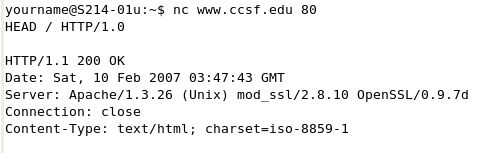 yourname@S214-01u:~$ nc www.ccsf.edu 80
HEAD / HTTP/1.0
HTTP/1.1 200 OK
Date: Sat, 10 Feb 2007 03:47:43 GMT
Server: Apache/1.3.26 (Unix) mod_ssl/2.8.10 OpenSSL/0.9.7d
Connection: close
Content-Type: text/html; charset=iso-8859-1